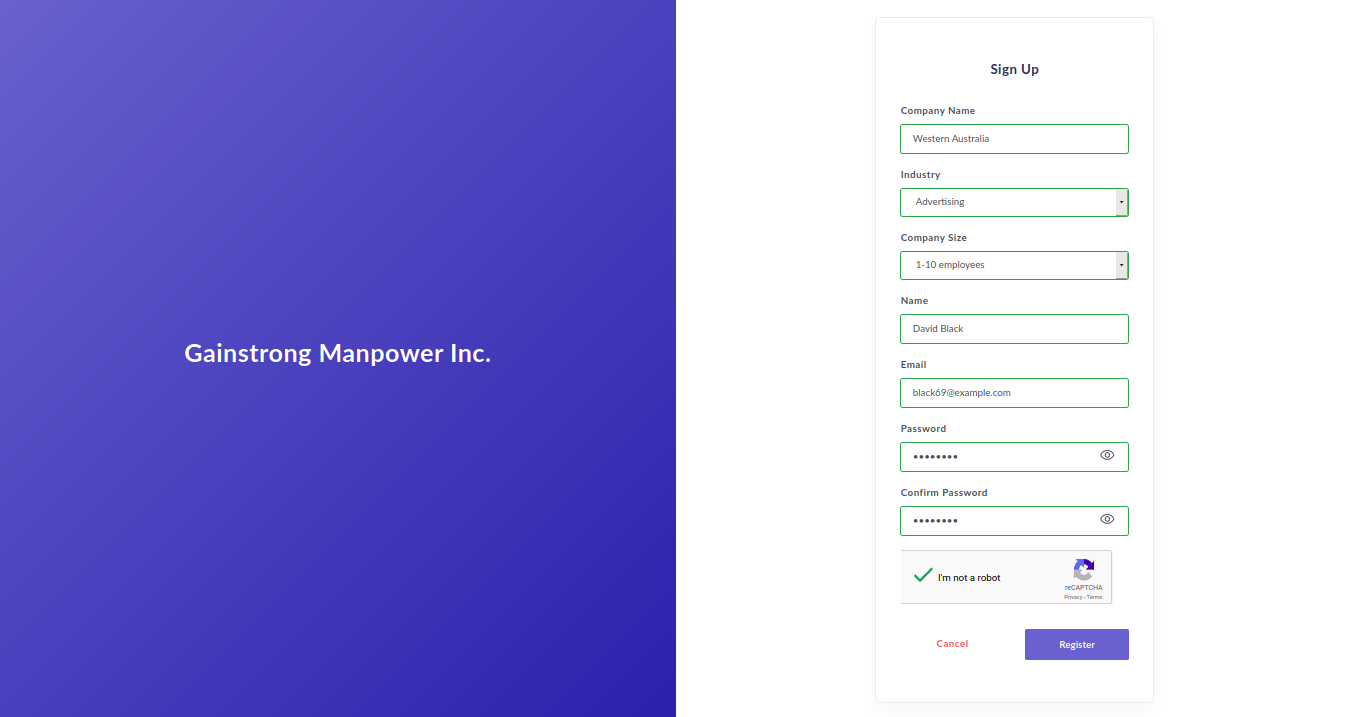 Gainstrong Manpower Inc.
Sign Up
Company Name
Western Australia
Industry
Advertising
Company Size
1-10 employees
Name
David Black
Email
black69@example.com
Password
••••••••
Confirm Password
••••••••
I'm not a robot
reCAPTCHA
Privacy - Terms
Cancel
Register